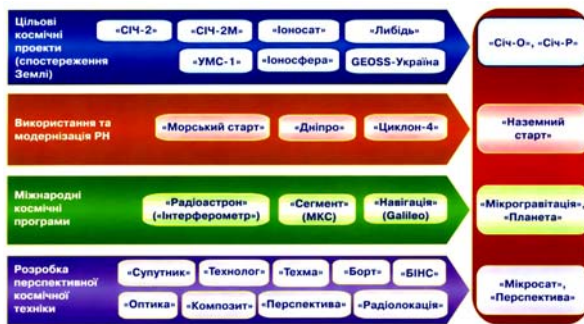 Цільові
космічні
проекти
(спостереження
Землі)
«СІЧ-2» «СІЧ-2М» «Іоносат» «Либідь»
«УМС-1» «Іоносфера» GEOSS-Україна
«Січ-О», «Січ-Р»
Використання та
модернізація РН
«Морський старт» «Дніпро» «Циклон-4»
«Наземний
старт»
Міжнародні
космічні
програми
«Радіоастрон»
(«Інтерферометр»)
«Сегмент»
(МКС)
«Навігація»
(Galileo)
«Мікрогравітація»,
«Планета»
Розробка
перспективної
космічної
техніки
«Супутник» «Технолог» «Техма» «Борт» «БІНС»
«Оптика» «Композит» «Перспектива» «Радіолокація»
«Мікросат»,
«Перспектива»